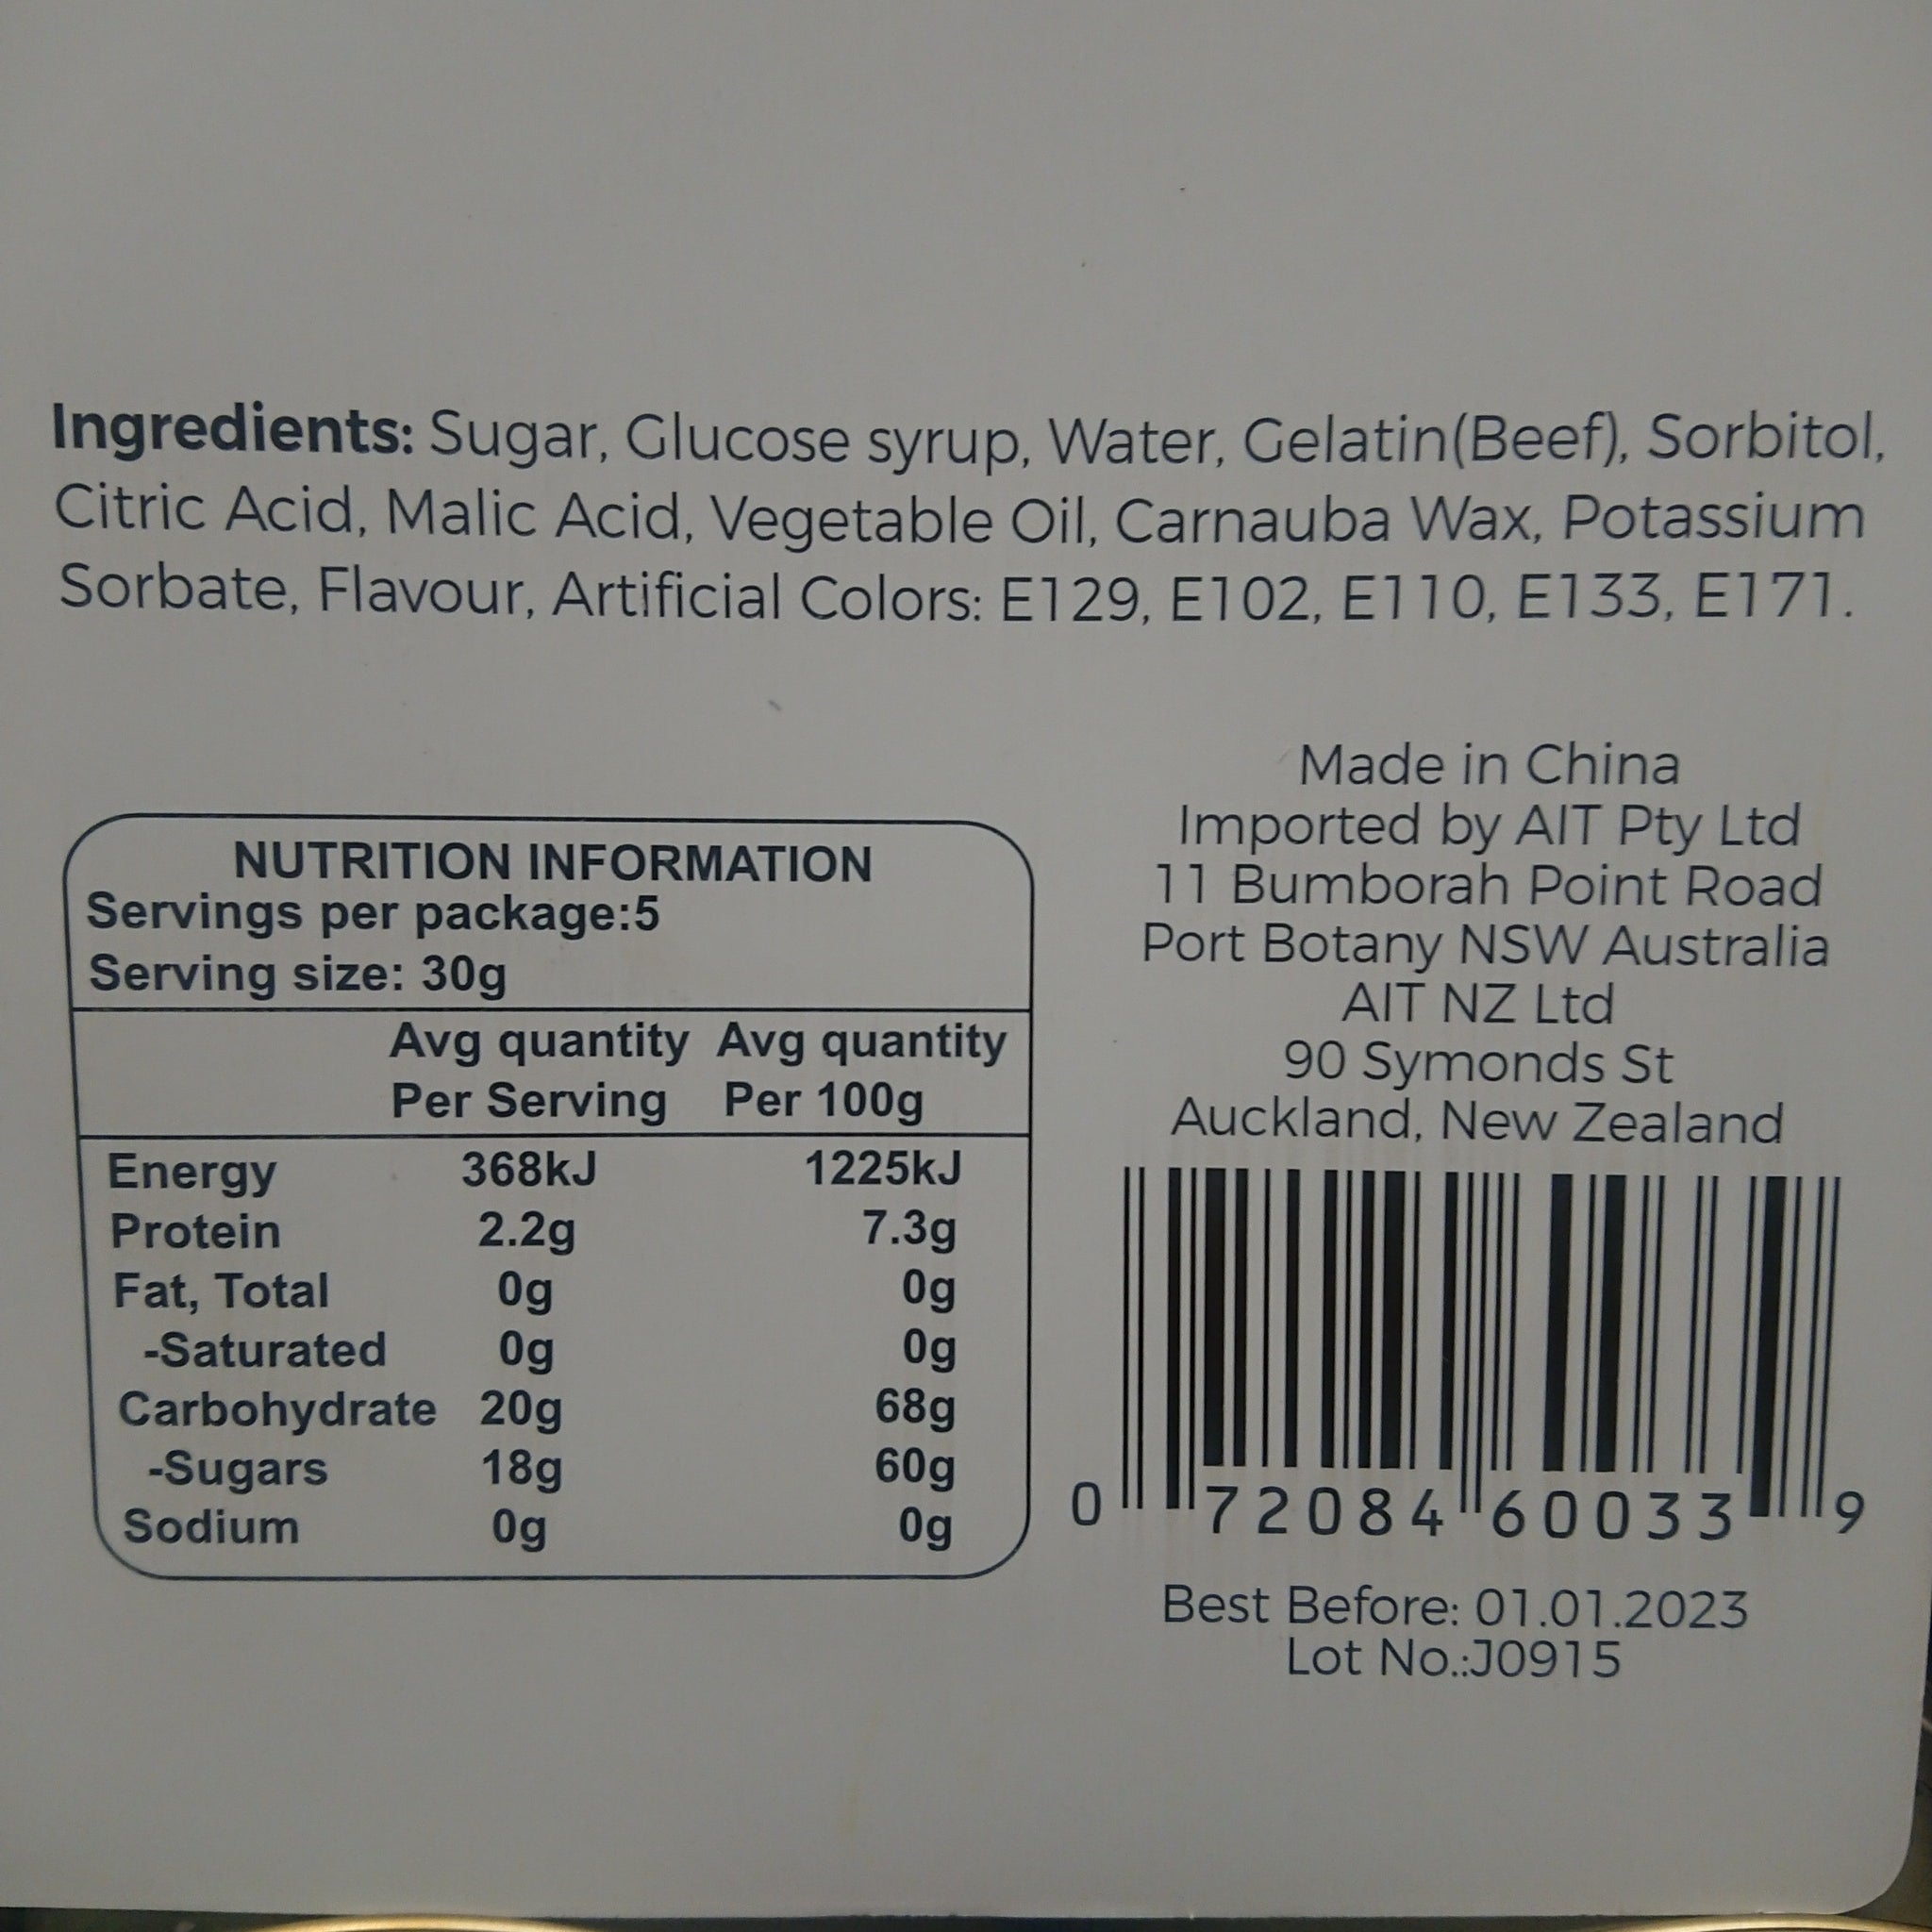 Ingredients: Sugar, Glucose syrup, Water, Gelatin(Beef), Sorbitol,
Citric Acid, Malic Acid, Vegetable Oil, Carnauba Wax, Potassium
Sorbate, Flavour, Artificial Colors: E129, E102, E110, E133, E171.
NUTRITION INFORMATION
Servings per package:5
Serving size: 30g
Avg quantity Avg quantity
Per Serving Per 100g
Energy 368kJ 1225kJ
Protein 2.2g 7.3g
Fat, Total 0g 0g
-Saturated 0g 0g
Carbohydrate 20g 68g
-Sugars 18g 60g
Sodium 0g 0g
Made in China
Imported by AIT Pty Ltd
11 Bumborah Point Road
Port Botany NSW Australia
AIT NZ Ltd
90 Symonds St
Auckland, New Zealand
0 72084 60033 9
Best Before: 01.01.2023
Lot No.:J0915